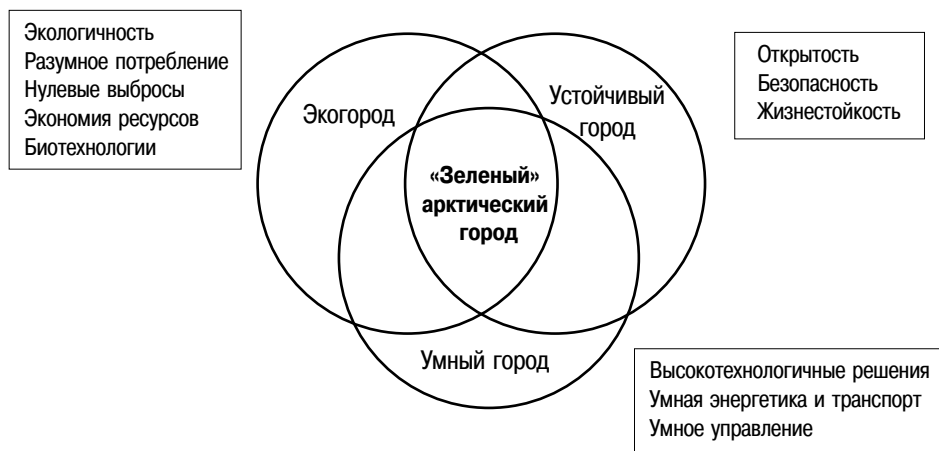 Экологичность
Разумное потребление
Нулевые выбросы
Экономия ресурсов
Биотехнологии
Экогород
Устойчивый
город
Открытость
Безопасность
Жизнестойкость
«Зеленый»
арктический
город
Умный город
Высокотехнологичные решения
Умная энергетика и транспорт
Умное управление